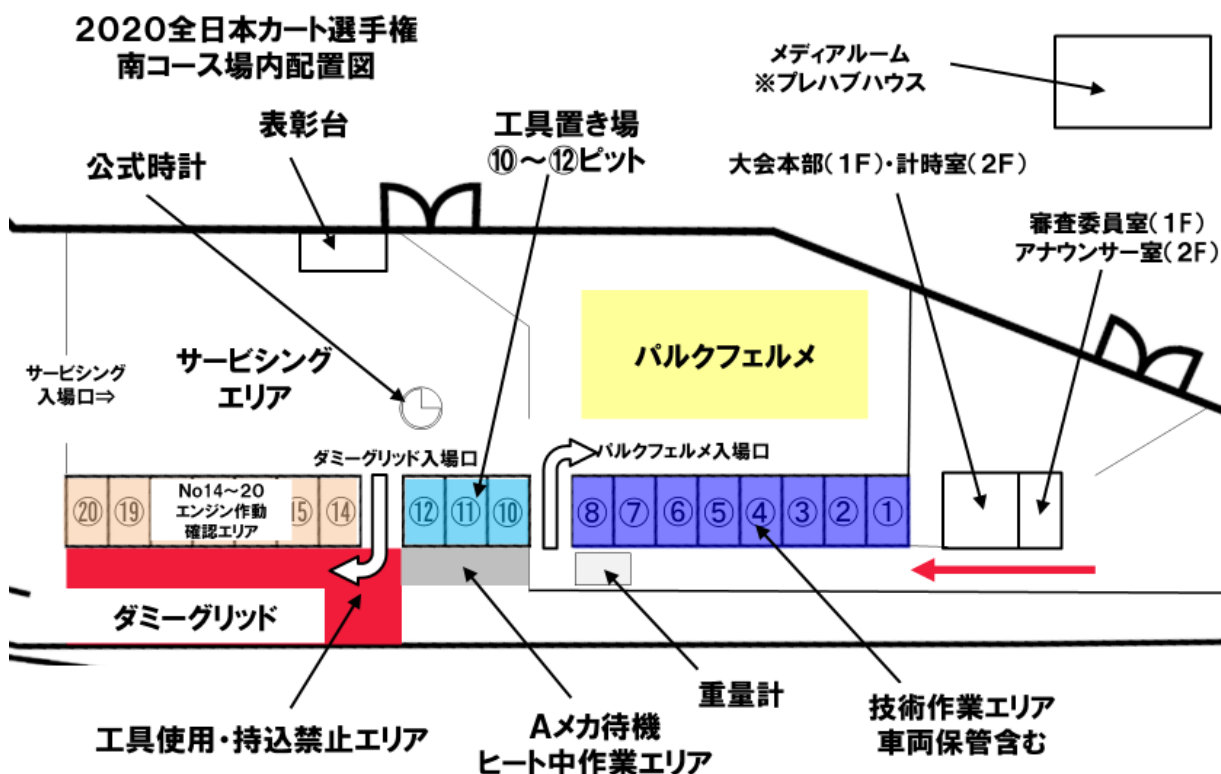 2020全日本カート選手権
南コース場内配置図
メディアルーム
※プレハブハウス
表彰台
工具置き場
⑩～⑫ピット
公式時計
大会本部(1F)・計時室(2F)
審査委員室(1F)
アナウンサー室(2F)
サービシング
エリア
パルクフェルメ
サービシング
入場口⇒
ダミーグリッド入場口
パルクフェルメ入場口
⑳ ⑲
No14～20
エンジン作動
確認エリア
15 ⑭ ⑫ ⑪ ⑩ ⑧ ⑦ ⑥ ⑤ ④ ③ ② ①
ダミーグリッド
工具使用・持込禁止エリア
Aメカ待機
ヒート中作業エリア
重量計
技術作業エリア
車両保管含む